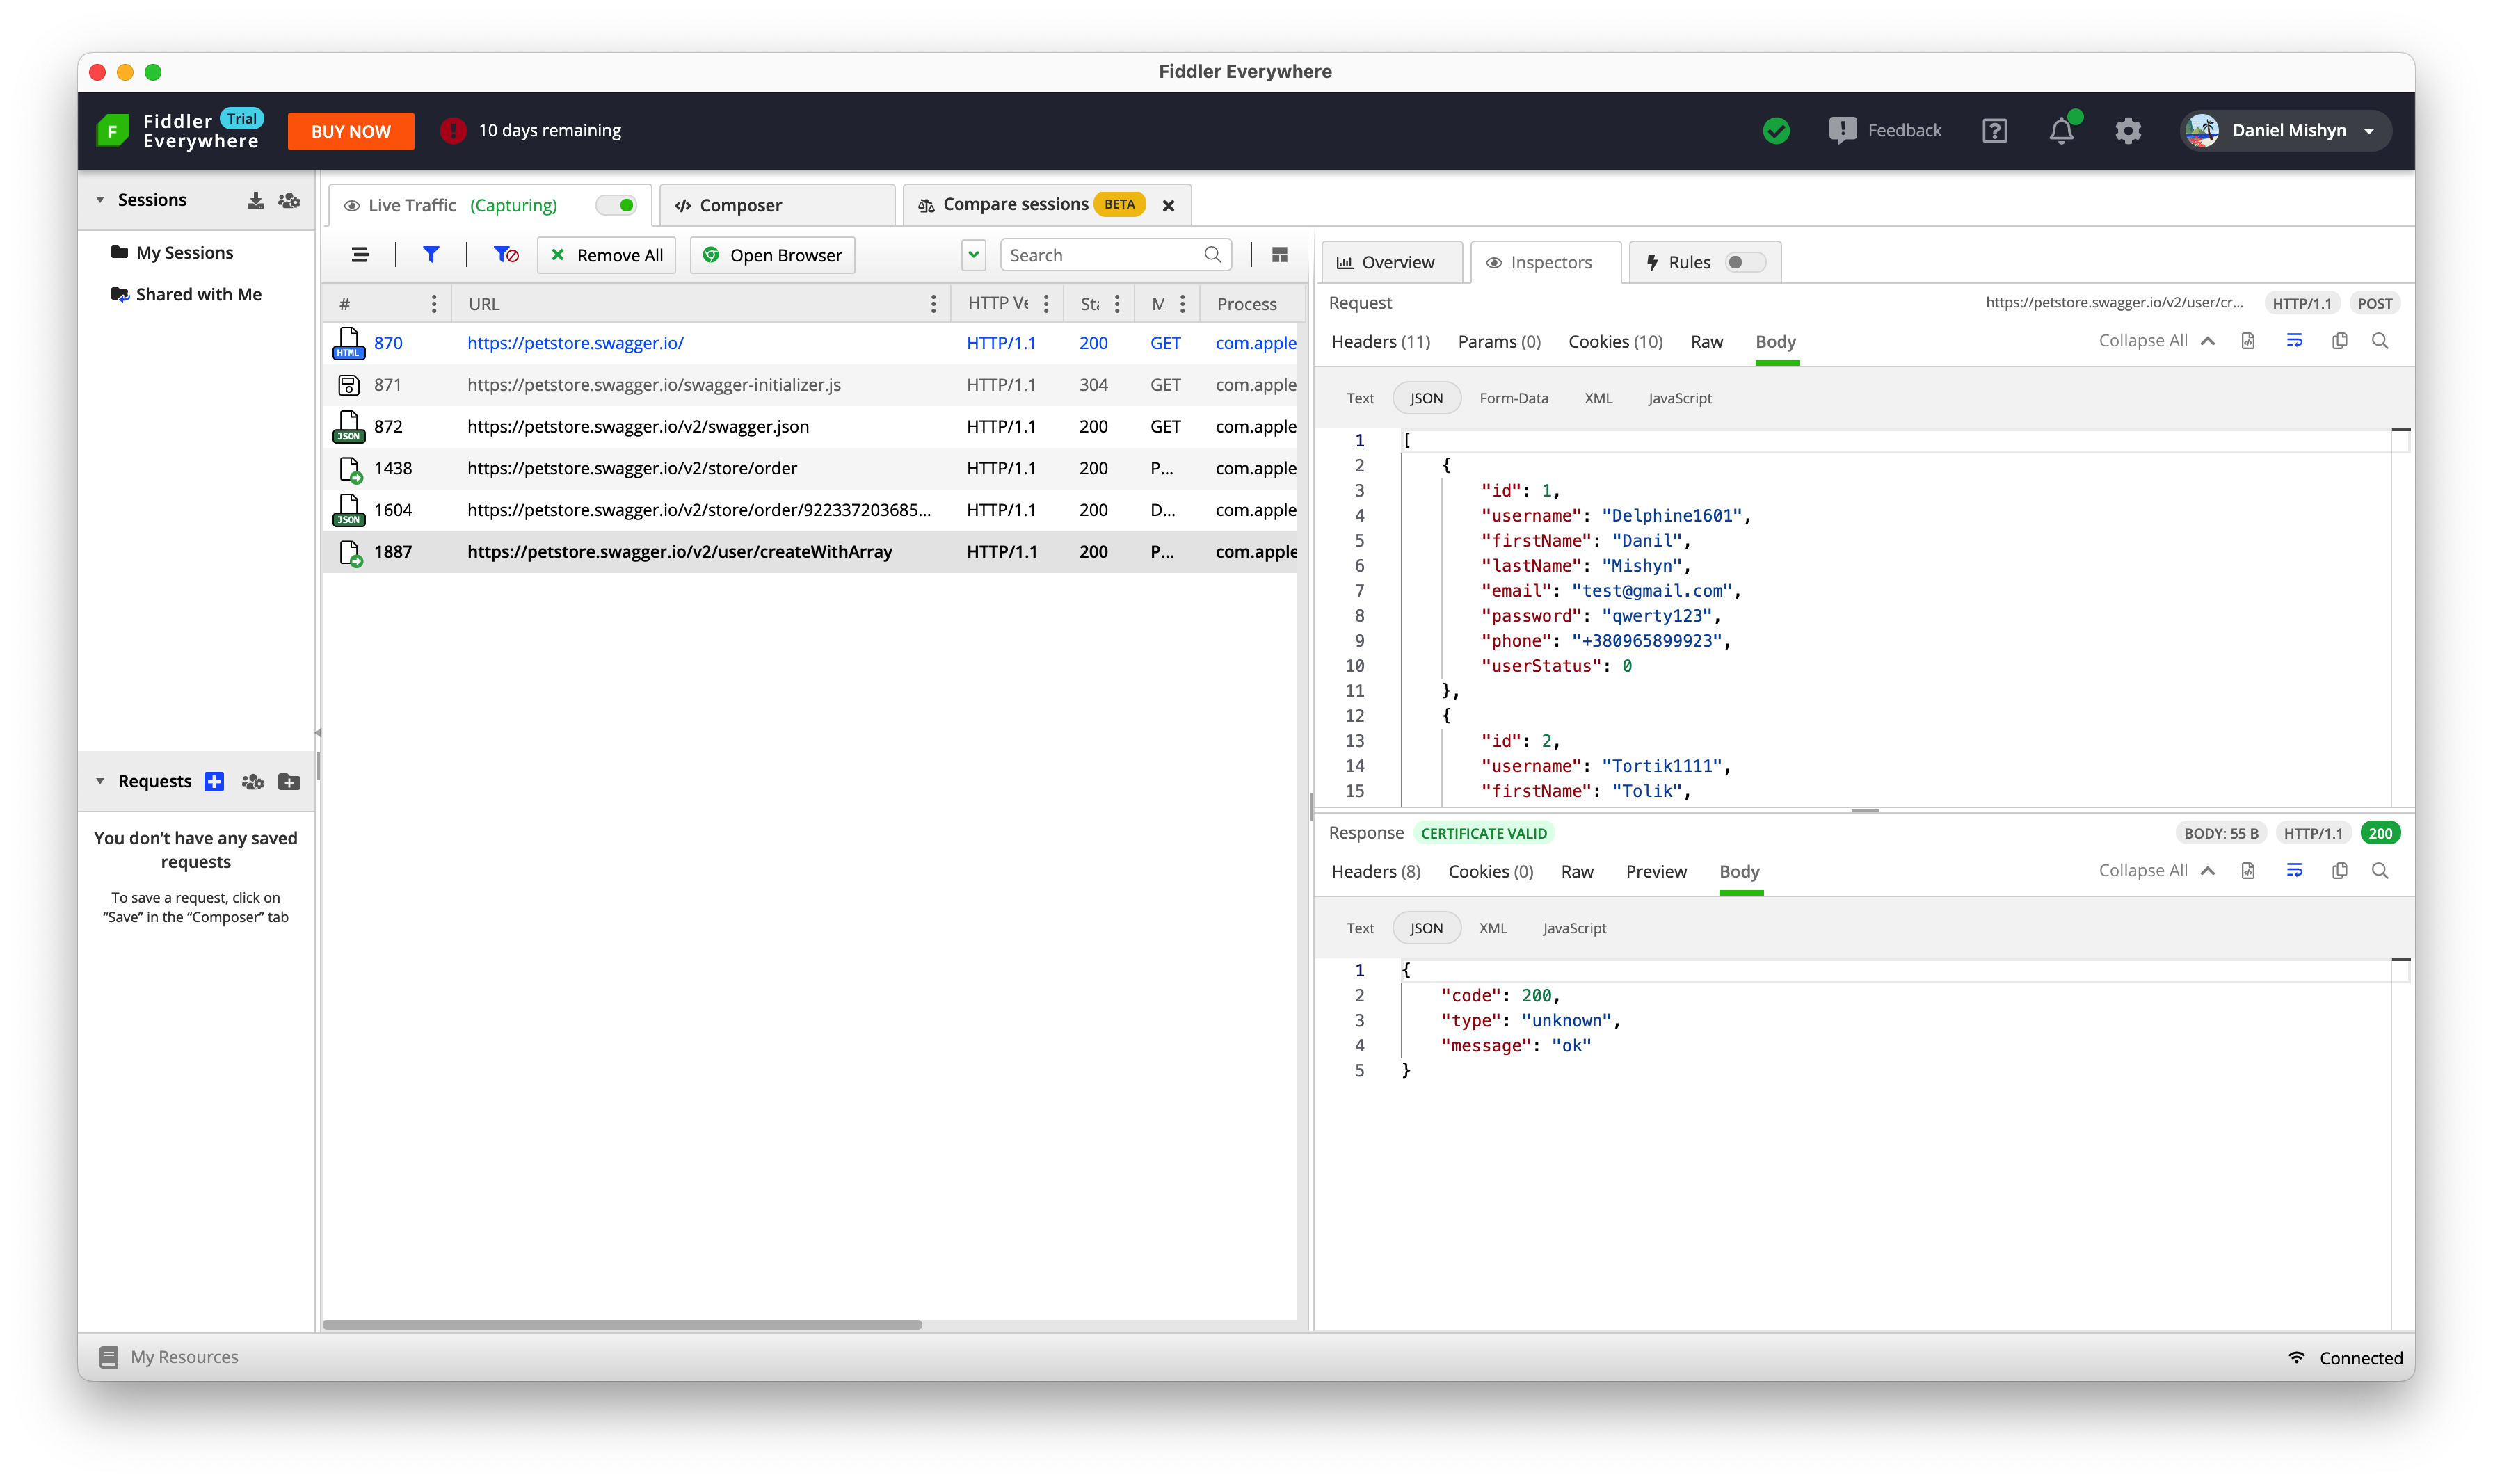 Fiddler Everywhere
Fiddler Everywhere Trial
BUY NOW
10 days remaining
Feedback
Daniel Mishyn
Sessions
My Sessions
Shared with Me
Requests
You don’t have any saved
requests
To save a request, click on
“Save” in the “Composer” tab
Live Traffic (Capturing)
Composer
Compare sessions BETA
Remove All
Open Browser
Search
# URL HTTP Ve Sta M Process
HTML 870 https://petstore.swagger.io/ HTTP/1.1 200 GET com.apple
871 https://petstore.swagger.io/swagger-initializer.js HTTP/1.1 304 GET com.apple
JSON 872 https://petstore.swagger.io/v2/swagger.json HTTP/1.1 200 GET com.apple
1438 https://petstore.swagger.io/v2/store/order HTTP/1.1 200 P... com.apple
JSON 1604 https://petstore.swagger.io/v2/store/order/922337203685... HTTP/1.1 200 D... com.apple
1887 https://petstore.swagger.io/v2/user/createWithArray HTTP/1.1 200 P... com.apple
Overview
Inspectors
Rules
Request https://petstore.swagger.io/v2/user/cr... HTTP/1.1 POST
Headers (11) Params (0) Cookies (10) Raw Body Collapse All
Text JSON Form-Data XML JavaScript
1 [
2 {
3 "id": 1,
4 "username": "Delphine1601",
5 "firstName": "Danil",
6 "lastName": "Mishyn",
7 "email": "test@gmail.com",
8 "password": "qwerty123",
9 "phone": "+380965899923",
10 "userStatus": 0
11 },
12 {
13 "id": 2,
14 "username": "Tortik1111",
15 "firstName": "Tolik",
Response CERTIFICATE VALID BODY: 55 B HTTP/1.1 200
Headers (8) Cookies (0) Raw Preview Body Collapse All
Text JSON XML JavaScript
1 {
2 "code": 200,
3 "type": "unknown",
4 "message": "ok"
5 }
My Resources
Connected